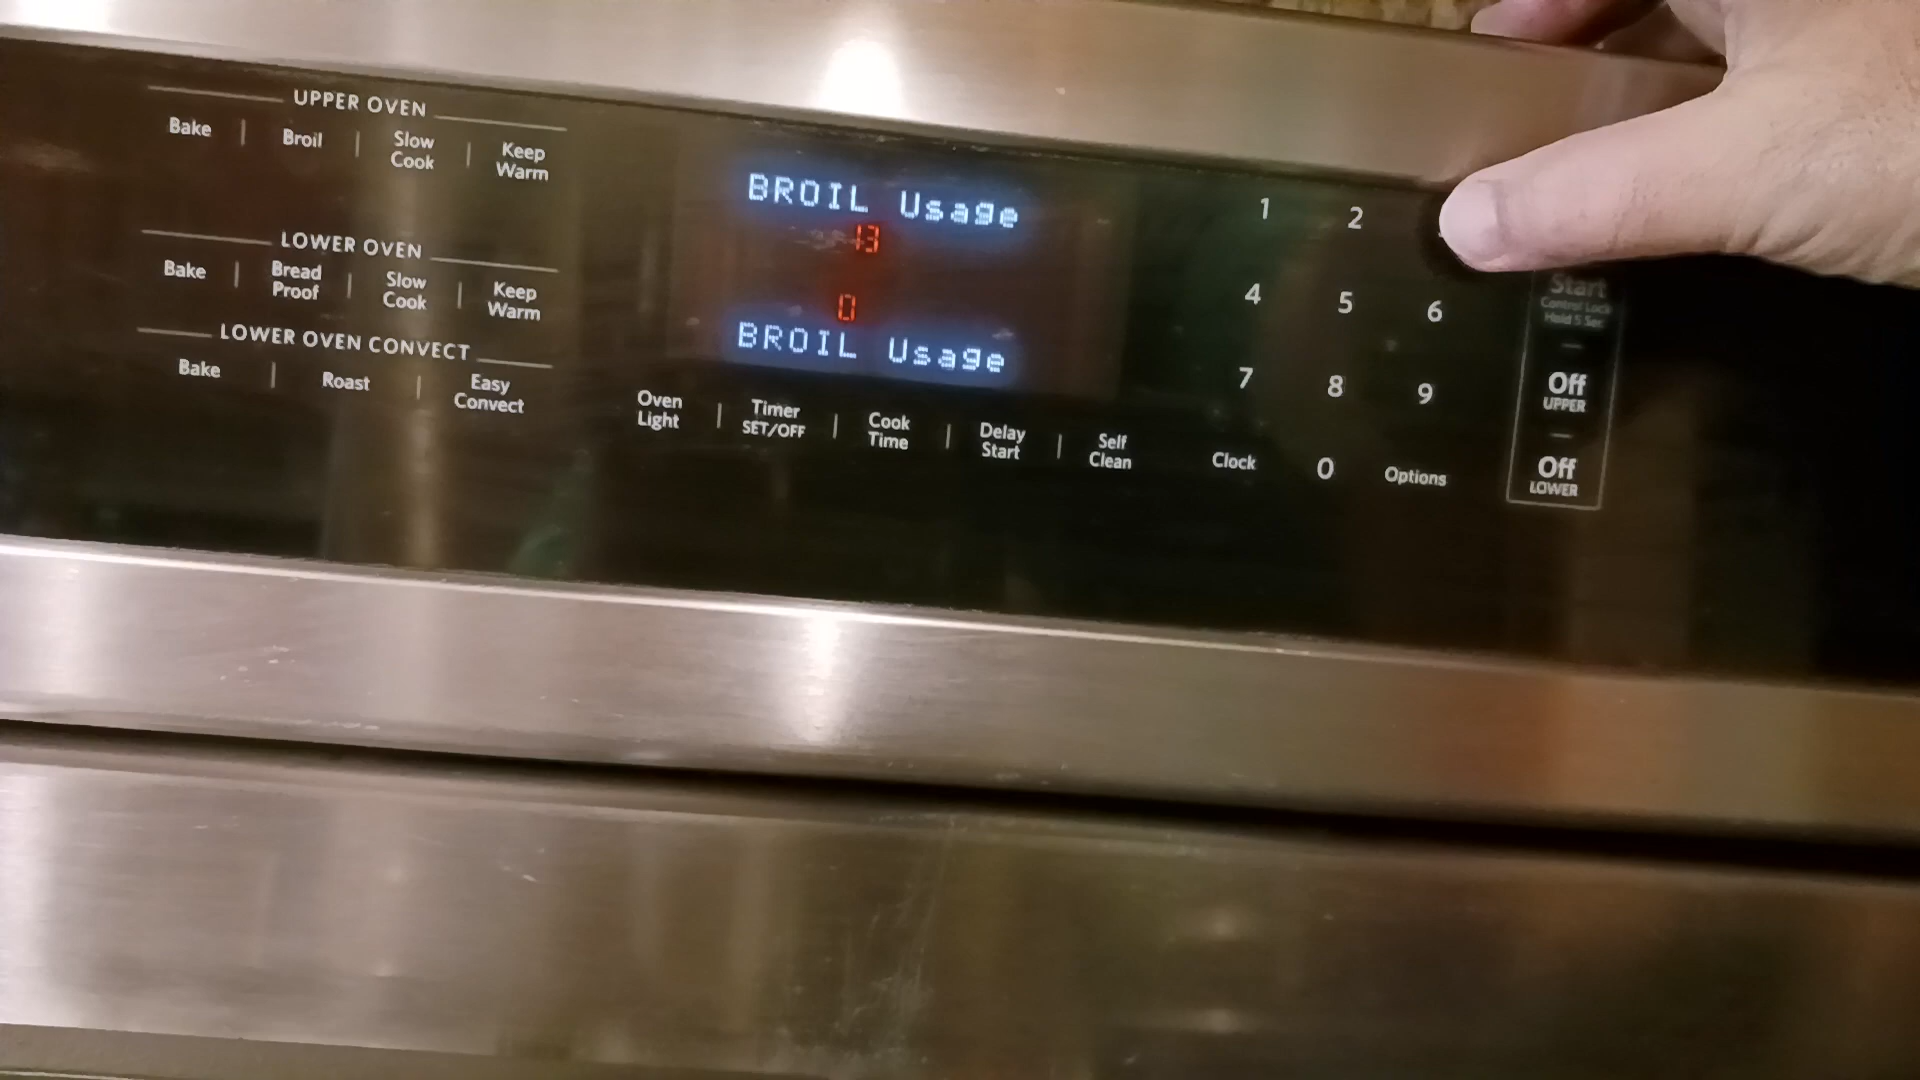 UPPER OVEN
Bake | Broil | Slow Cook | Keep Warm
LOWER OVEN
Bake | Bread Proof | Slow Cook | Keep Warm
LOWER OVEN CONVECT
Bake | Roast | Easy Convect
BROIL Usage
13
0
BROIL Usage
Oven Light | Timer SET/OFF | Cook Time | Delay Start | Self Clean
1 2
4 5 6
7 8 9
Clock 0 Options
Start
Control Lock
Hold 5 Sec
Off
UPPER
Off
LOWER